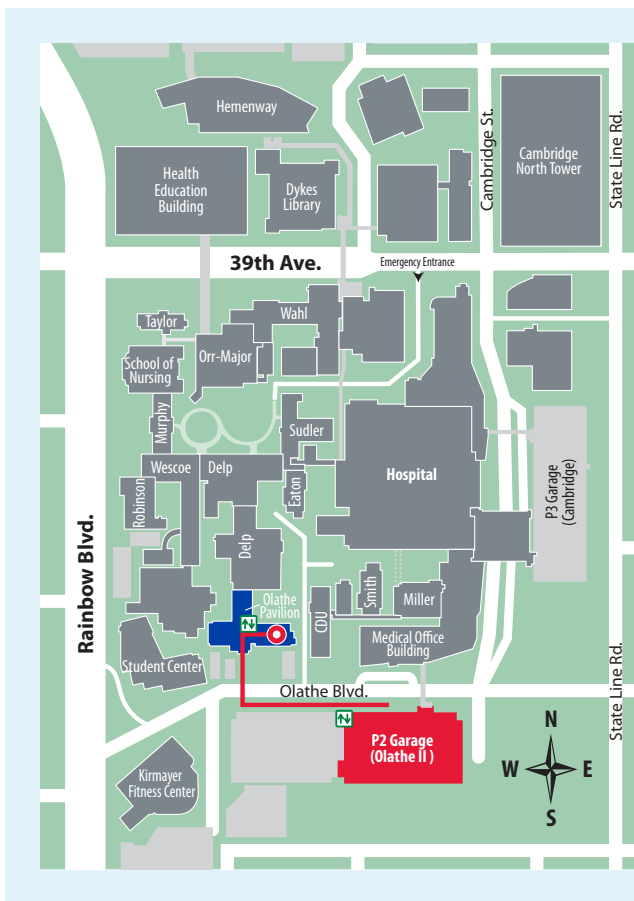 Hemenway
Cambridge St.
State Line Rd.
Cambridge
North Tower
Health
Education
Building
Dykes
Library
39th Ave.
Emergency Entrance
Taylor
Wahl
Orr-Major
School of
Nursing
Murphy
Sudler
Wescoe
Delp
Hospital
Eaton
Robinson
P3 Garage
(Cambridge)
Rainbow Blvd.
Delp
Olathe
Pavilion
CDU
Smith
Miller
Medical Office
Building
Student Center
Olathe Blvd.
State Line Rd.
P2 Garage
(Olathe II )
Kirmayer
Fitness Center
N
W
E
S